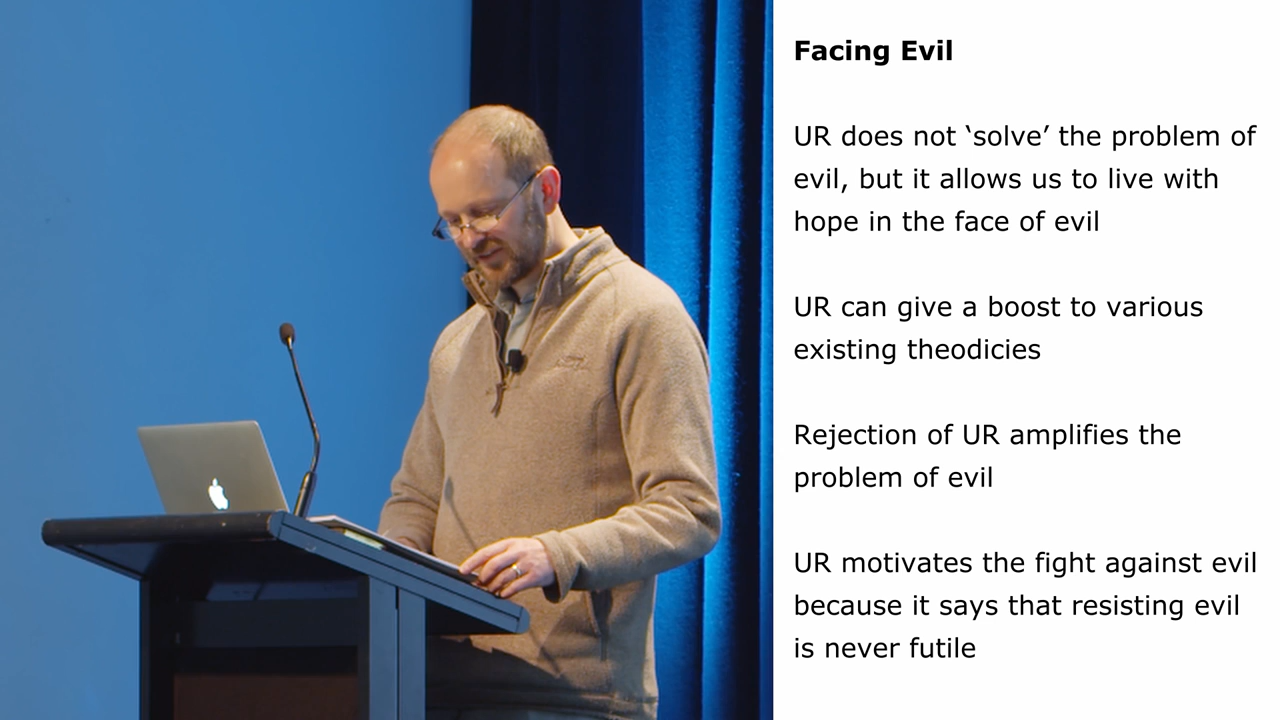 Facing Evil
UR does not ‘solve’ the problem of
evil, but it allows us to live with
hope in the face of evil
UR can give a boost to various
existing theodicies
Rejection of UR amplifies the
problem of evil
UR motivates the fight against evil
because it says that resisting evil
is never futile